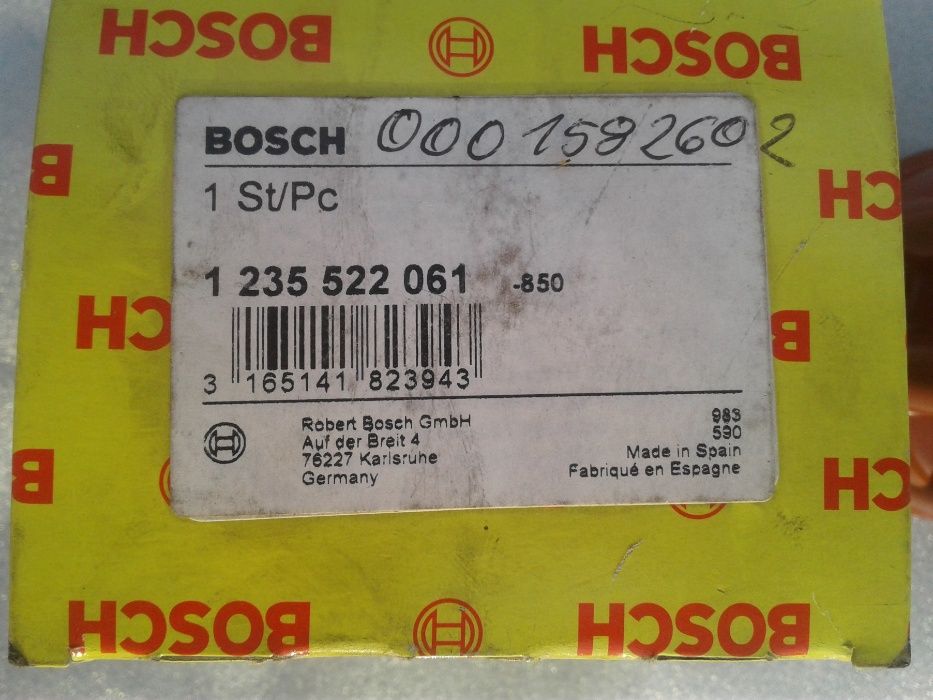 BOSCH BOSCH
BOSCH 0001592602
1 St/Pc
1 235 522 061 -850
3 165141 823943
Robert Bosch GmbH
Auf der Breit 4
76227 Karlsruhe
Germany
983
590
Made in Spain
Fabriqué en Espagne
BOSCH BOSCH